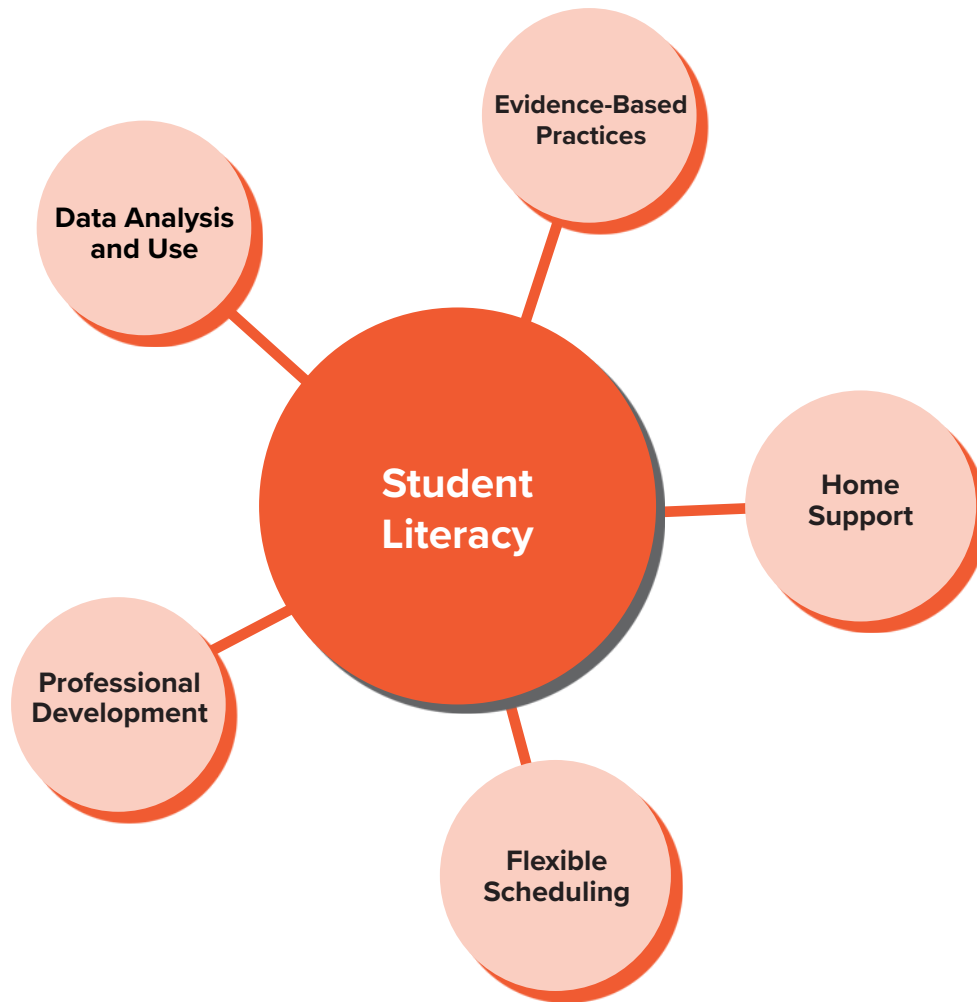 Evidence-Based
Practices
Data Analysis
and Use
Student
Literacy
Home
Support
Professional
Development
Flexible
Scheduling